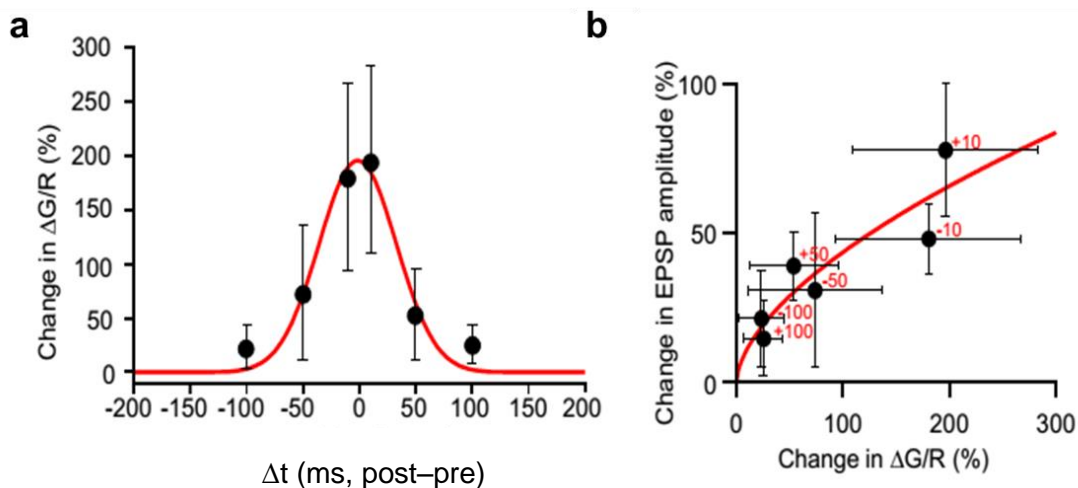 a
300
250
200
150
100
50
0
Change in ΔG/R (%)
-200 -150 -100 -50 0 50 100 150 200
Δt (ms, post–pre)
b
100
50
0
Change in EPSP amplitude (%)
+10
-10
+50
-50
-100
+100
0 100 200 300
Change in ΔG/R (%)